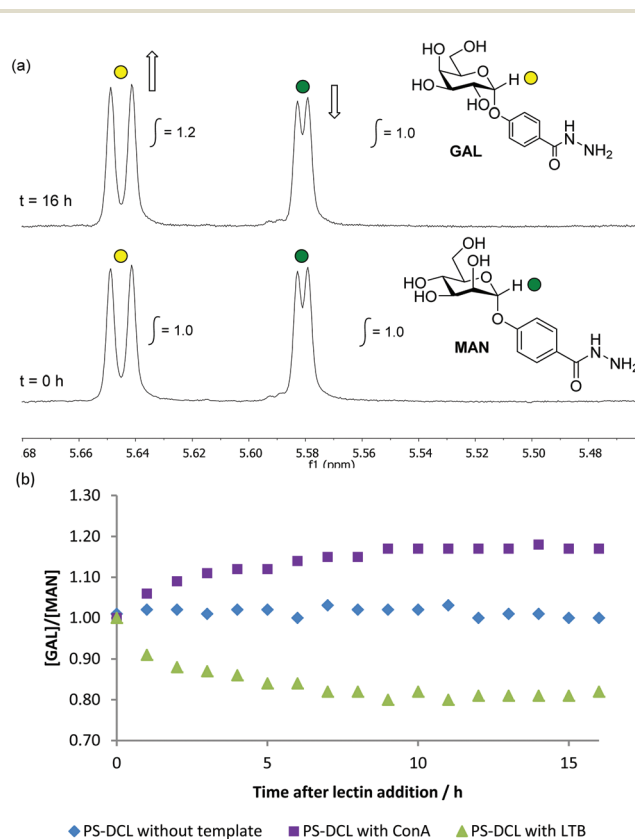 (a)
HO OH
O
HO
H
HO
O
H
N
NH2
O
GAL
∫ = 1.2
∫ = 1.0
t = 16 h
OH
OH
HO
O
HO
H
O
H
N
NH2
O
MAN
∫ = 1.0
∫ = 1.0
t = 0 h
68 5.66 5.64 5.62 5.60 5.58 5.56 5.54 5.52 5.50 5.48
f1 (ppm)
(b)
1.30
1.20
1.10
1.00
0.90
0.80
0.70
[GAL]/[MAN]
0 5 10 15
Time after lectin addition / h
PS-DCL without template PS-DCL with ConA PS-DCL with LTB